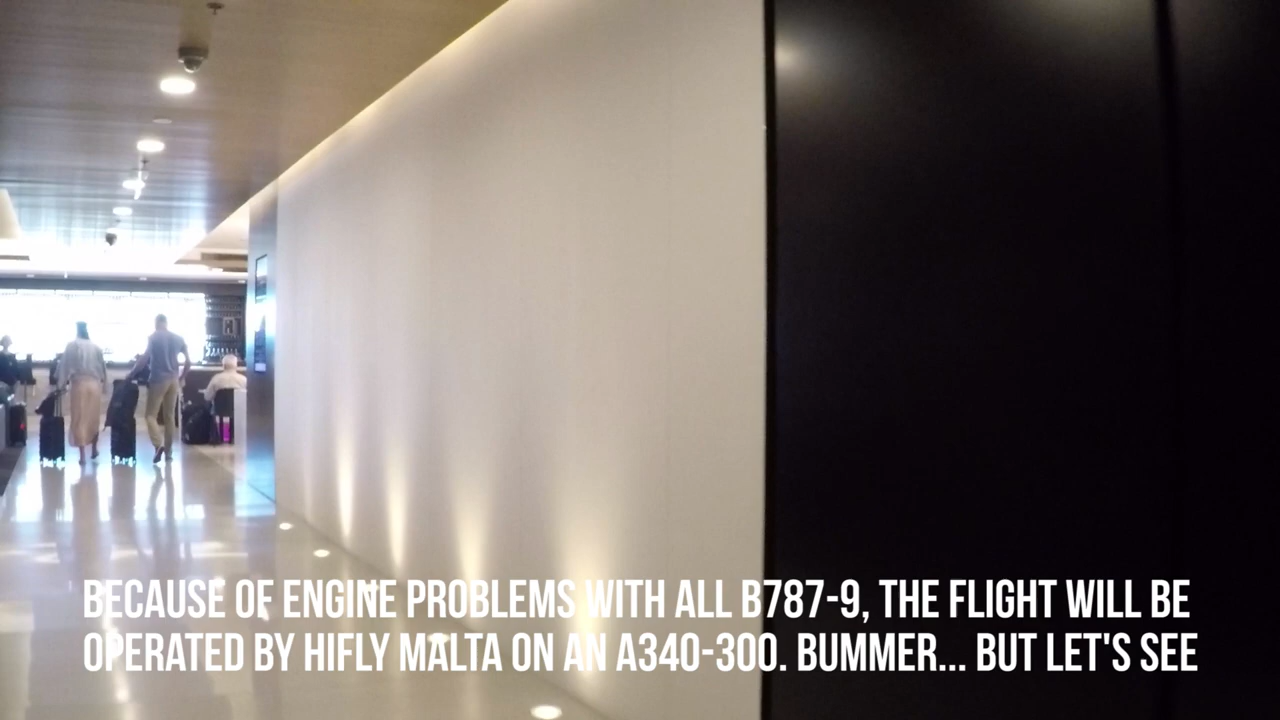 BECAUSE OF ENGINE PROBLEMS WITH ALL B787-9, THE FLIGHT WILL BE
OPERATED BY HIFLY MALTA ON AN A340-300. BUMMER... BUT LET'S SEE